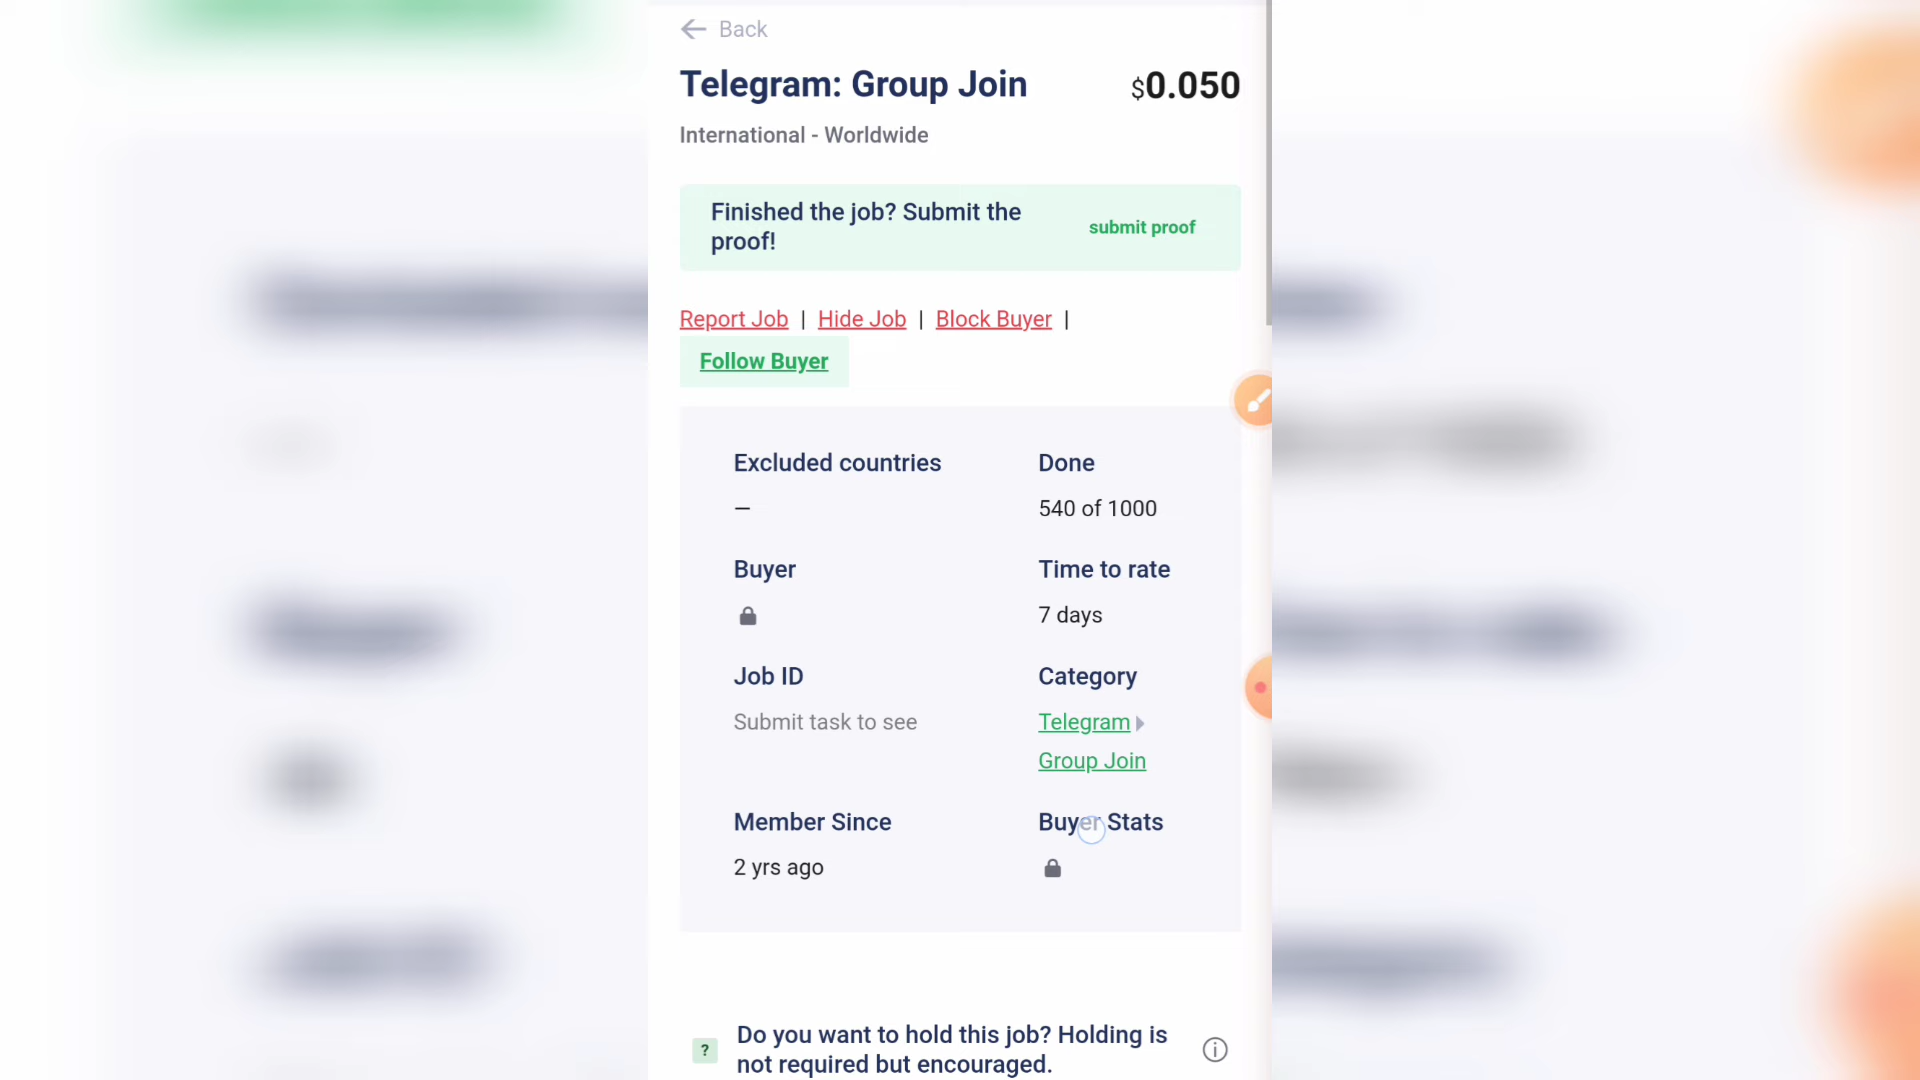 Back
Telegram: Group Join
$0.050
International - Worldwide
Finished the job? Submit the
proof!
submit proof
Report Job | Hide Job | Block Buyer |
Follow Buyer
Excluded countries
Done
—
540 of 1000
Buyer
Time to rate
7 days
Job ID
Category
Submit task to see
Telegram
Group Join
Member Since
Buyer Stats
2 yrs ago
?
Do you want to hold this job? Holding is
not required but encouraged.